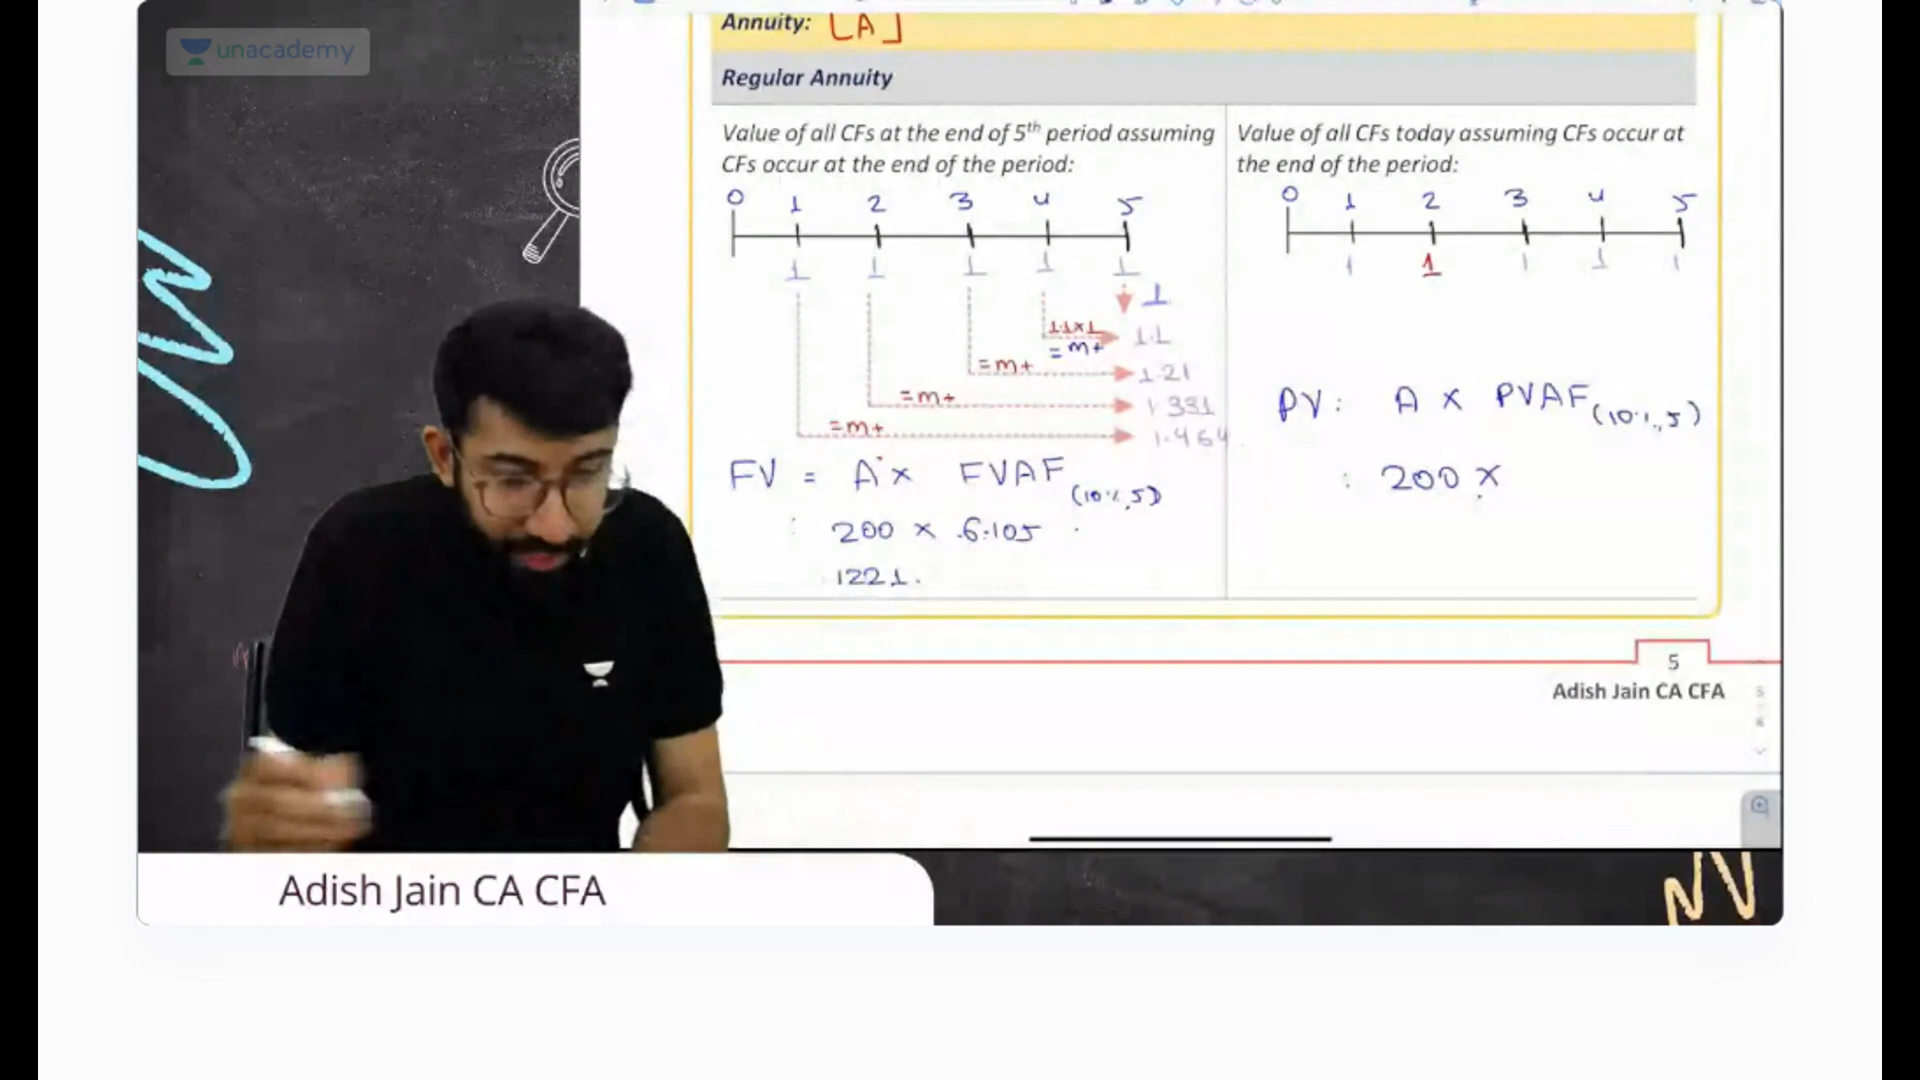 unacademy
Annuity: [A]
Regular Annuity
Value of all CFs at the end of 5th period assuming
CFs occur at the end of the period:
0 1 2 3 4 5
1 1 1 1 1
1
1.1x1
1.1
= m+
= m+
1.21
= m+
1.331
= m+
1.464
FV = A x FVAF (10%, 5)
: 200 x 6.105
1221.
Value of all CFs today assuming CFs occur at
the end of the period:
0 1 2 3 4 5
1 1 1 1 1
PV: A x PVAF (10%, 5)
: 200 x
5
Adish Jain CA CFA
Adish Jain CA CFA